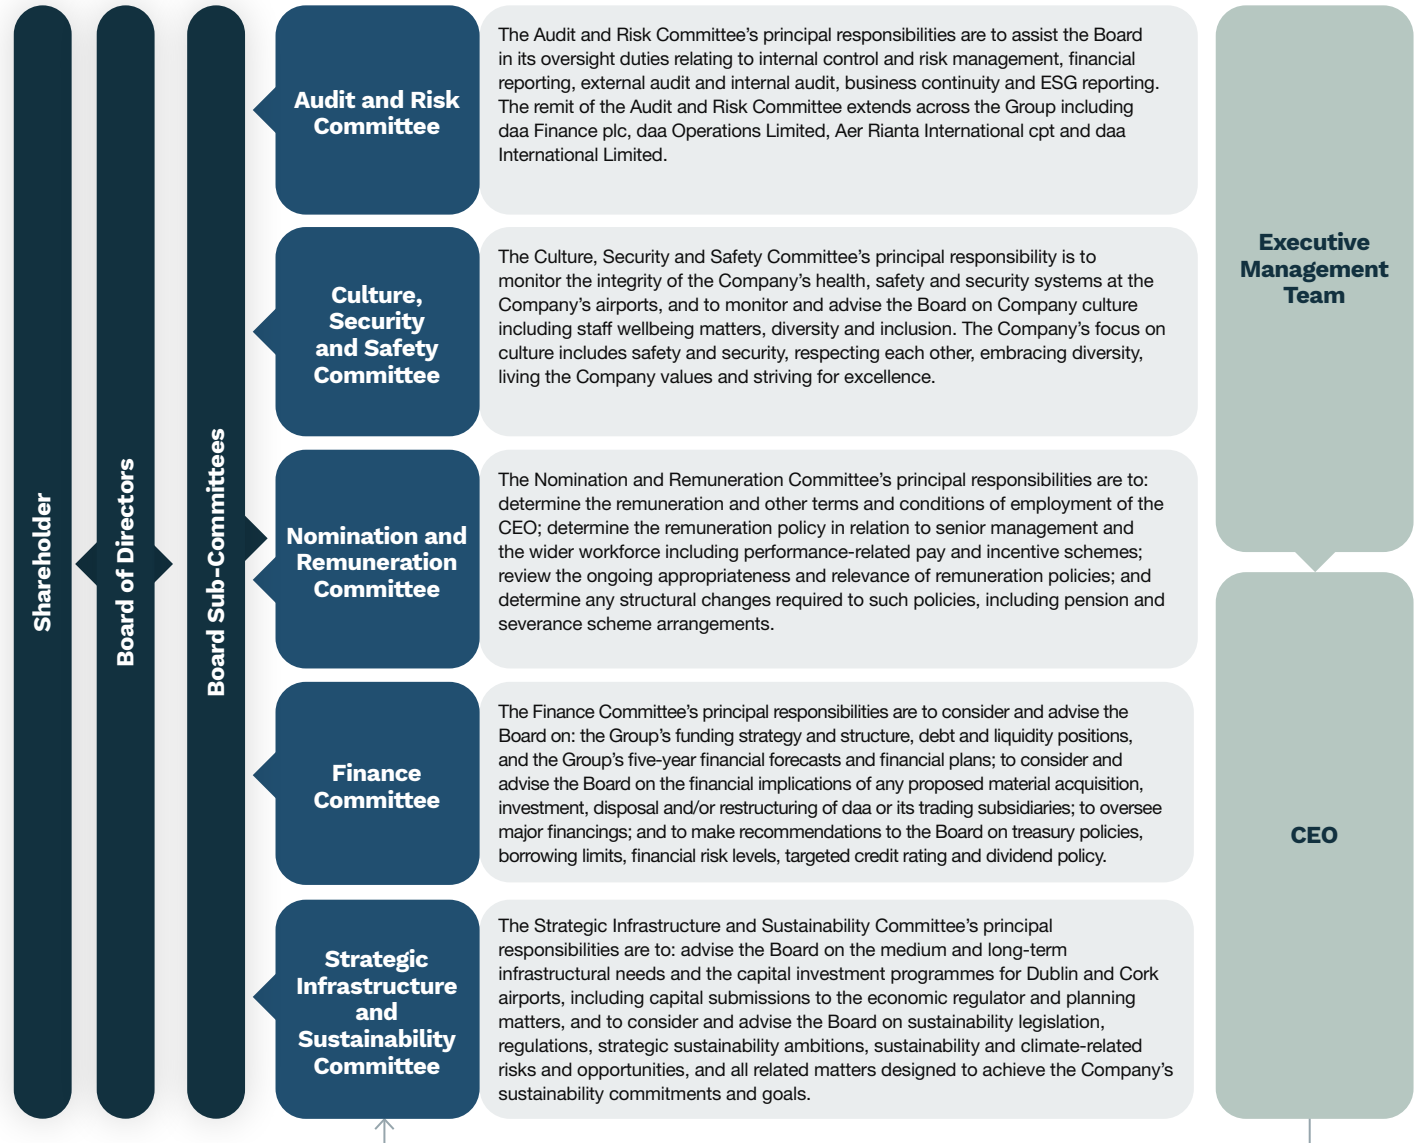 Shareholder
Board of Directors
Board Sub-Committees
Audit and Risk
Committee
The Audit and Risk Committee’s principal responsibilities are to assist the Board
in its oversight duties relating to internal control and risk management, financial
reporting, external audit and internal audit, business continuity and ESG reporting.
The remit of the Audit and Risk Committee extends across the Group including
daa Finance plc, daa Operations Limited, Aer Rianta International cpt and daa
International Limited.
Culture,
Security
and Safety
Committee
The Culture, Security and Safety Committee’s principal responsibility is to
monitor the integrity of the Company’s health, safety and security systems at the
Company’s airports, and to monitor and advise the Board on Company culture
including staff wellbeing matters, diversity and inclusion. The Company’s focus on
culture includes safety and security, respecting each other, embracing diversity,
living the Company values and striving for excellence.
Nomination and
Remuneration
Committee
The Nomination and Remuneration Committee’s principal responsibilities are to:
determine the remuneration and other terms and conditions of employment of the
CEO; determine the remuneration policy in relation to senior management and
the wider workforce including performance-related pay and incentive schemes;
review the ongoing appropriateness and relevance of remuneration policies; and
determine any structural changes required to such policies, including pension and
severance scheme arrangements.
Finance
Committee
The Finance Committee’s principal responsibilities are to consider and advise the
Board on: the Group’s funding strategy and structure, debt and liquidity positions,
and the Group’s five-year financial forecasts and financial plans; to consider and
advise the Board on the financial implications of any proposed material acquisition,
investment, disposal and/or restructuring of daa or its trading subsidiaries; to oversee
major financings; and to make recommendations to the Board on treasury policies,
borrowing limits, financial risk levels, targeted credit rating and dividend policy.
Strategic
Infrastructure
and
Sustainability
Committee
The Strategic Infrastructure and Sustainability Committee’s principal
responsibilities are to: advise the Board on the medium and long-term
infrastructural needs and the capital investment programmes for Dublin and Cork
airports, including capital submissions to the economic regulator and planning
matters, and to consider and advise the Board on sustainability legislation,
regulations, strategic sustainability ambitions, sustainability and climate-related
risks and opportunities, and all related matters designed to achieve the Company’s
sustainability commitments and goals.
Executive
Management
Team
CEO